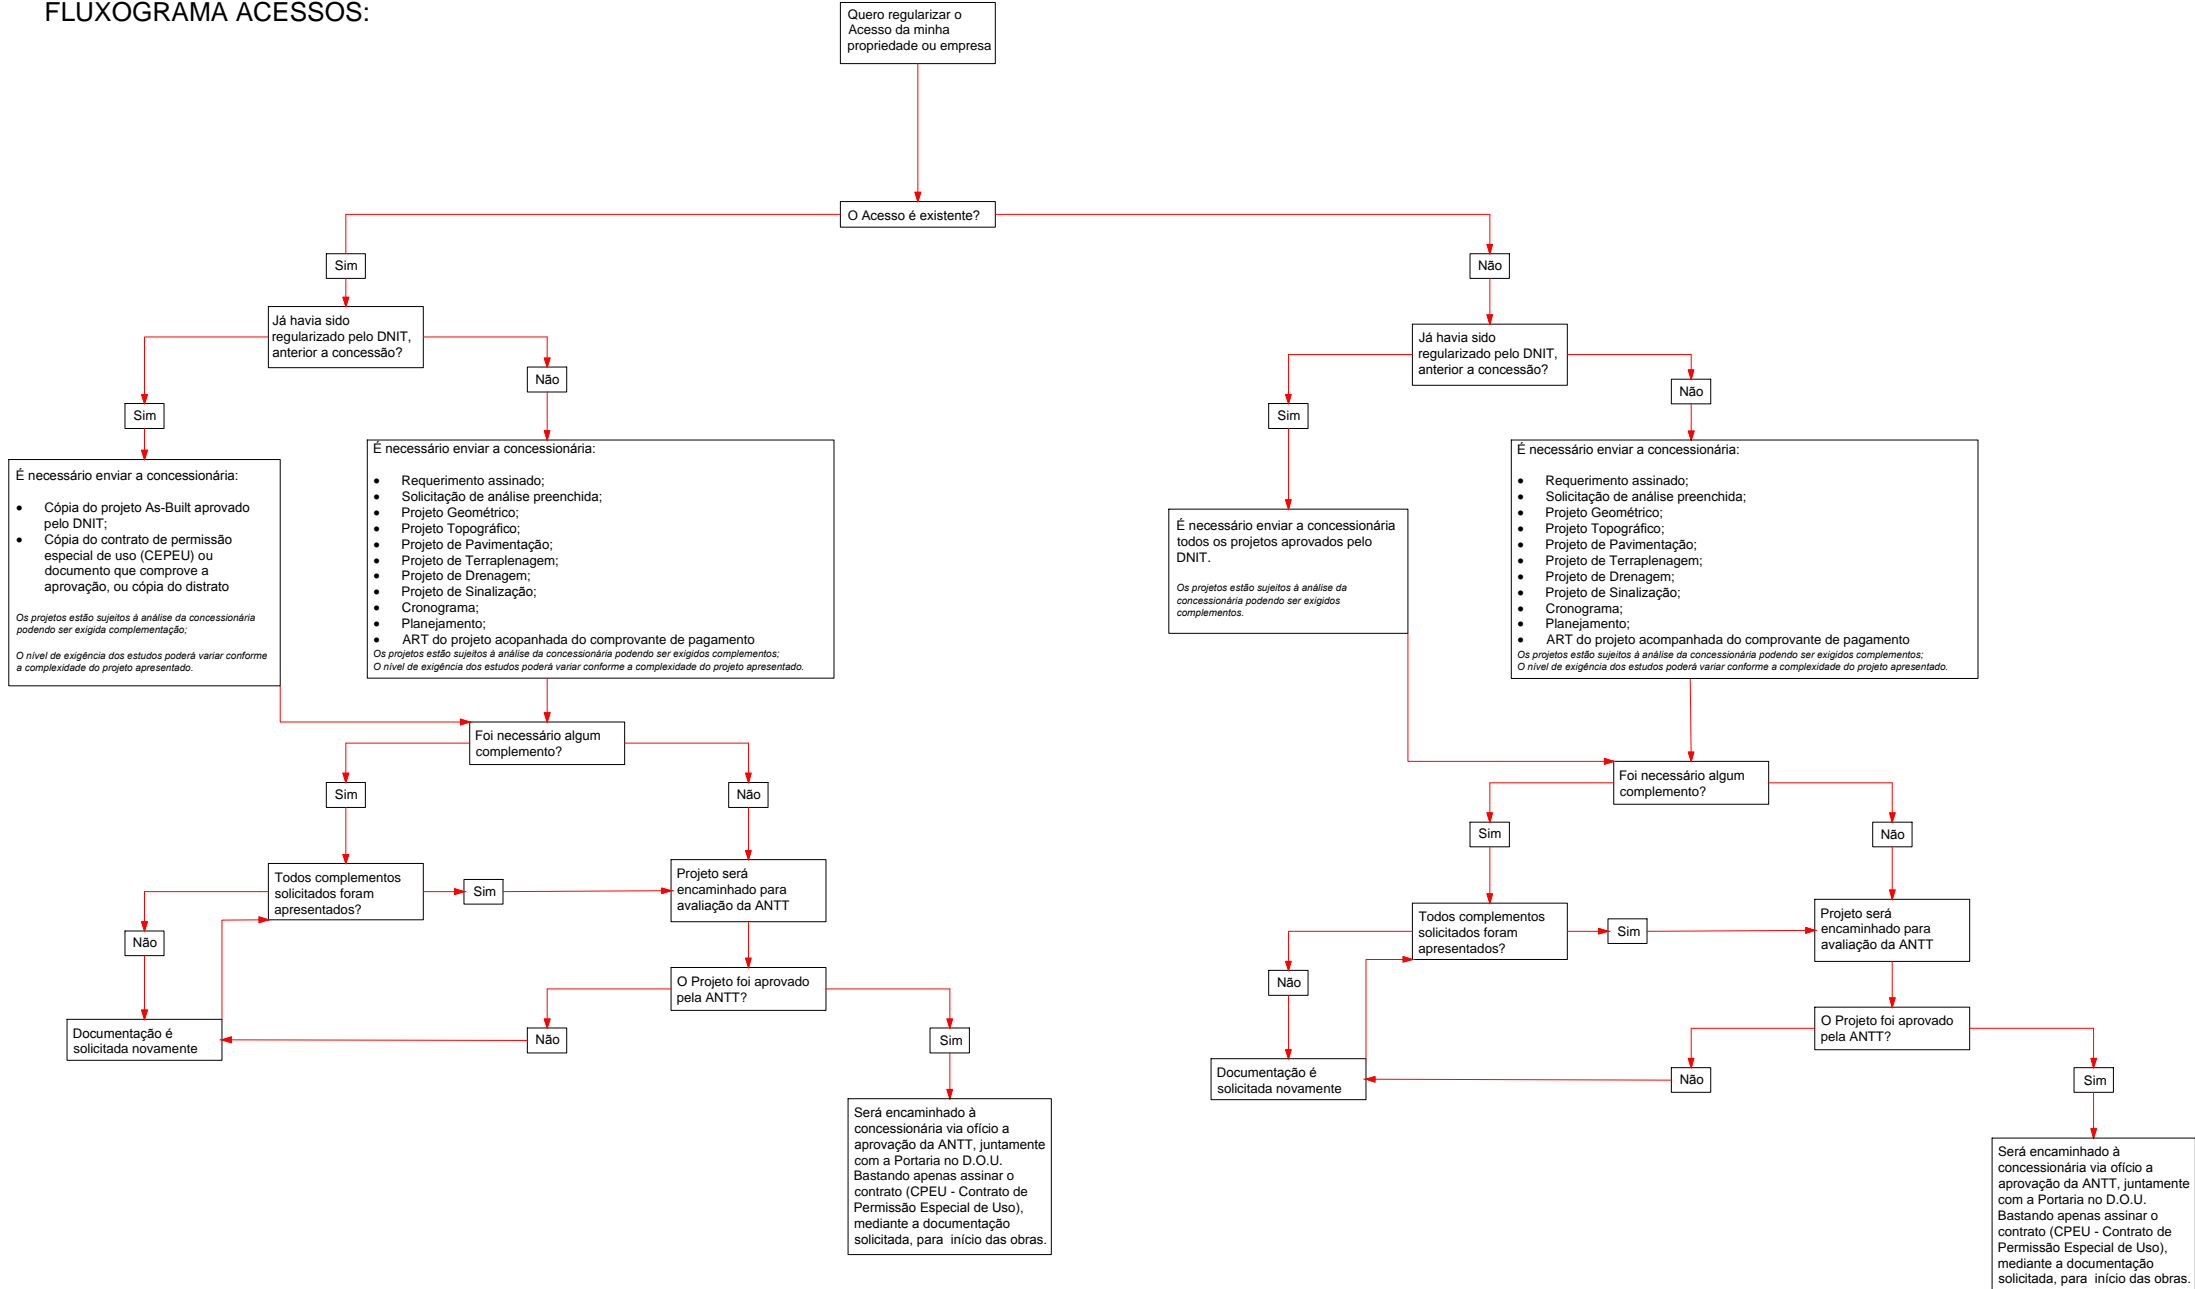 FLUXOGRAMA ACESSOS:
Quero regularizar o
Acesso da minha
propriedade ou empresa
O Acesso é existente?
Sim
Já havia sido
regularizado pelo DNIT,
anterior a concessão?
Sim
Não
É necessário enviar a concessionária:
• Cópia do projeto As-Built aprovado
pelo DNIT;
• Cópia do contrato de permissão
especial de uso (CEPEU) ou
documento que comprove a
aprovação, ou cópia do distrato
Os projetos estão sujeitos à análise da concessionária
podendo ser exigida complementação;
O nível de exigência dos estudos poderá variar conforme
a complexidade do projeto apresentado.
É necessário enviar a concessionária:
• Requerimento assinado;
• Solicitação de análise preenchida;
• Projeto Geométrico;
• Projeto Topográfico;
• Projeto de Pavimentação;
• Projeto de Terraplenagem;
• Projeto de Drenagem;
• Projeto de Sinalização;
• Cronograma;
• Planejamento;
• ART do projeto acopanhada do comprovante de pagamento
Os projetos estão sujeitos à análise da concessionária podendo ser exigidos complementos;
O nível de exigência dos estudos poderá variar conforme a complexidade do projeto apresentado.
Foi necessário algum
complemento?
Sim
Não
Todos complementos
solicitados foram
apresentados?
Sim
Projeto será
encaminhado para
avaliação da ANTT
Não
O Projeto foi aprovado
pela ANTT?
Documentação é
solicitada novamente
Não
Sim
Será encaminhado à
concessionária via ofício a
aprovação da ANTT, juntamente
com a Portaria no D.O.U.
Bastando apenas assinar o
contrato (CPEU - Contrato de
Permissão Especial de Uso),
mediante a documentação
solicitada, para  início das obras.
Não
Já havia sido
regularizado pelo DNIT,
anterior a concessão?
Sim
Não
É necessário enviar a concessionária
todos os projetos aprovados pelo
DNIT.
Os projetos estão sujeitos à análise da
concessionária podendo ser exigidos
complementos.
É necessário enviar a concessionária:
• Requerimento assinado;
• Solicitação de análise preenchida;
• Projeto Geométrico;
• Projeto Topográfico;
• Projeto de Pavimentação;
• Projeto de Terraplenagem;
• Projeto de Drenagem;
• Projeto de Sinalização;
• Cronograma;
• Planejamento;
• ART do projeto acompanhada do comprovante de pagamento
Os projetos estão sujeitos à análise da concessionária podendo ser exigidos complementos;
O nível de exigência dos estudos poderá variar conforme a complexidade do projeto apresentado.
Foi necessário algum
complemento?
Sim
Não
Todos complementos
solicitados foram
apresentados?
Sim
Projeto será
encaminhado para
avaliação da ANTT
Não
O Projeto foi aprovado
pela ANTT?
Documentação é
solicitada novamente
Não
Sim
Será encaminhado à
concessionária via ofício a
aprovação da ANTT, juntamente
com a Portaria no D.O.U.
Bastando apenas assinar o
contrato (CPEU - Contrato de
Permissão Especial de Uso),
mediante a documentação
solicitada, para  início das obras.